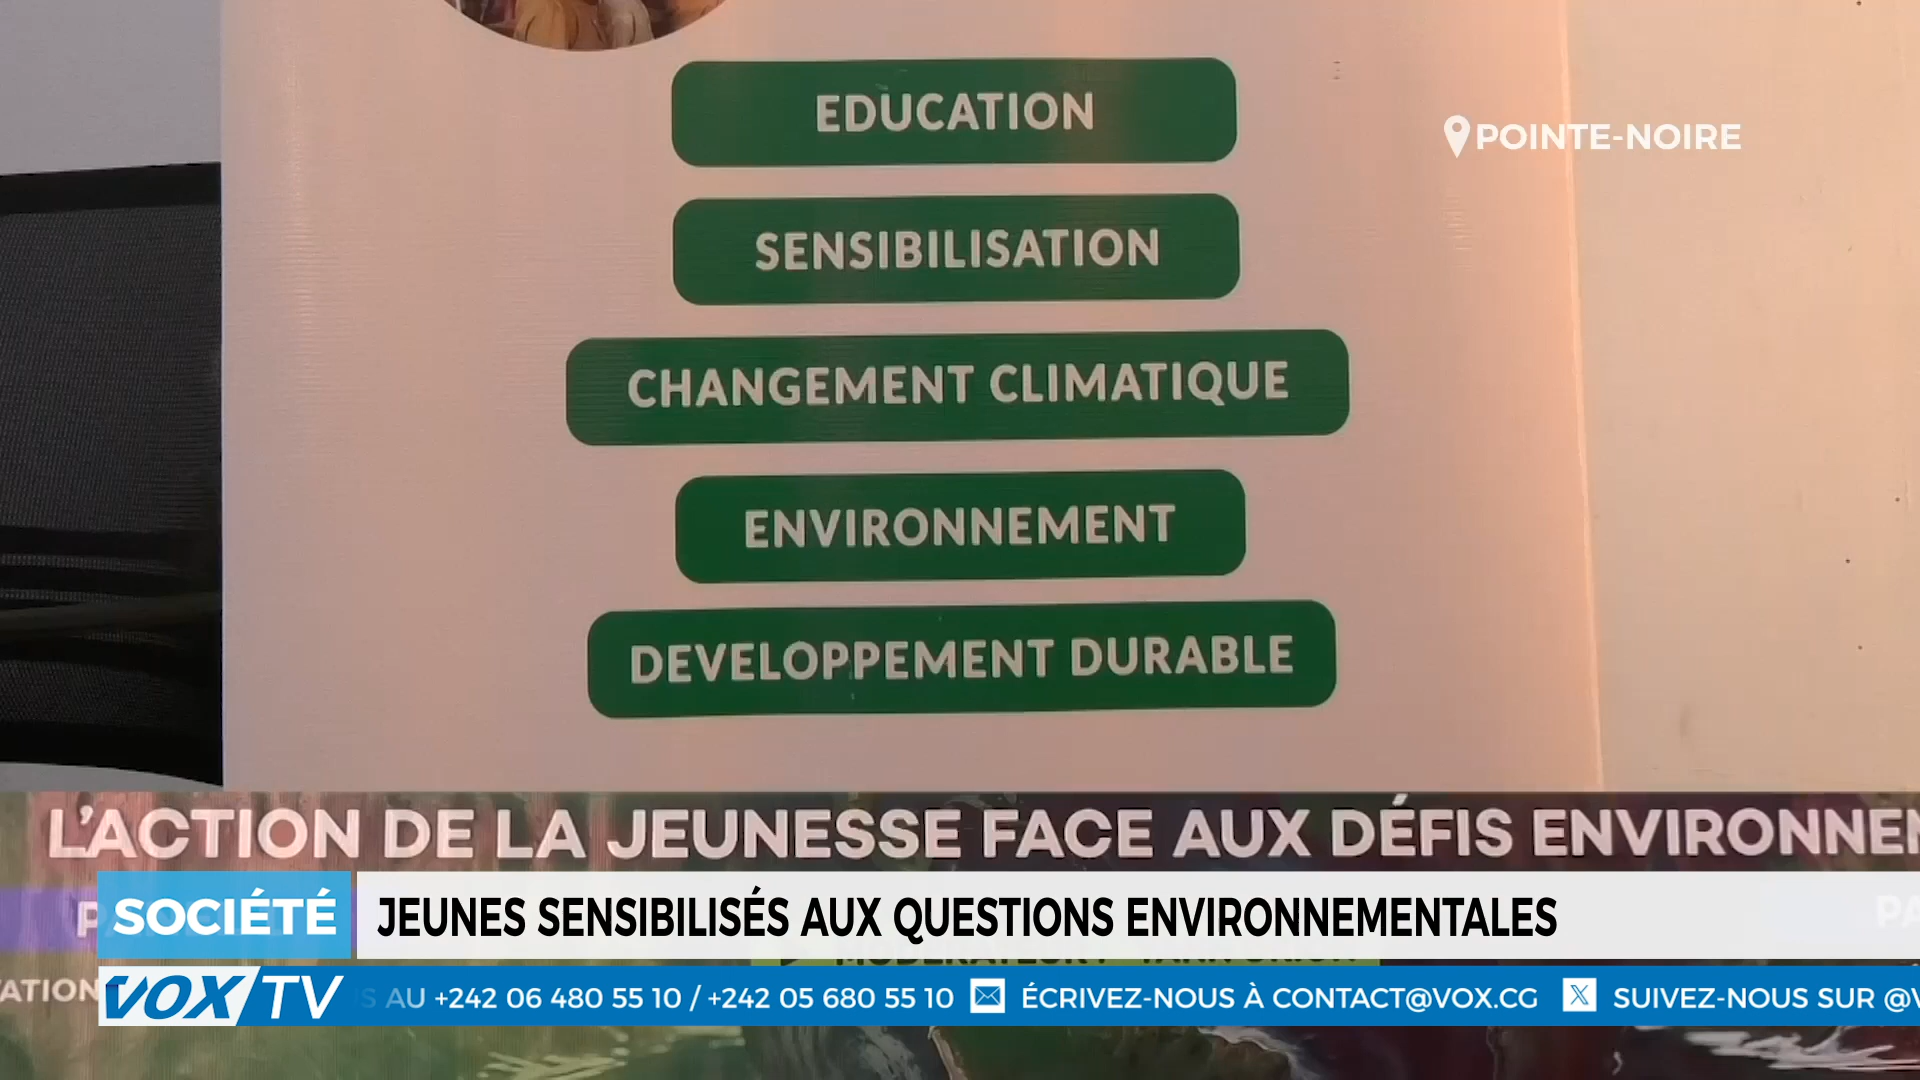 EDUCATION
POINTE-NOIRE
SENSIBILISATION
CHANGEMENT CLIMATIQUE
ENVIRONNEMENT
DEVELOPPEMENT DURABLE
L'ACTION DE LA JEUNESSE FACE AUX DÉFIS
SOCIÉTÉ
JEUNES SENSIBILISÉS AUX QUESTIONS ENVIRONNEMENTALES
VOX TV
AU +242 06 480 55 10 / +242 05 680 55 10 ÉCRIVEZ-NOUS À CONTACT@VOX.CG X SUIVEZ-NOUS SUR